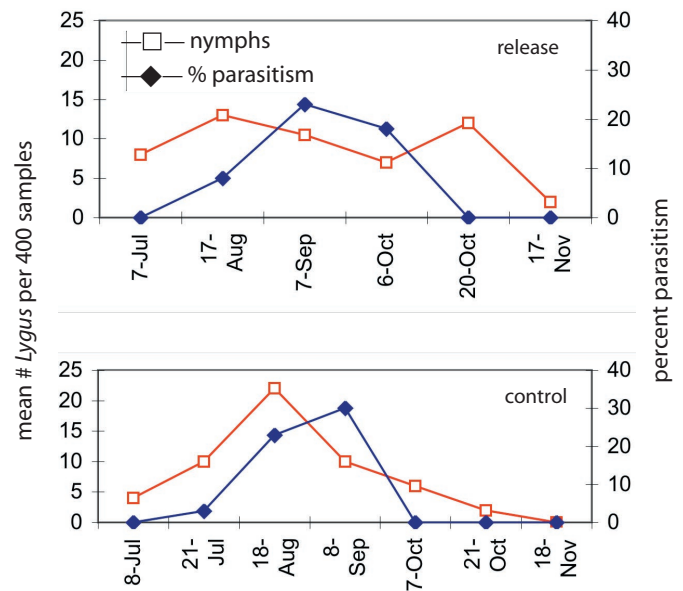 mean # Lygus per 400 samples
percent parasitism
25
20
15
10
5
0
nymphs
% parasitism
release
40
30
20
10
0
7-Jul
17-
Aug
7-Sep
6-Oct
20-Oct
17-
Nov
25
20
15
10
5
0
control
40
30
20
10
0
8-Jul
21-
Jul
18-
Aug
8-
Sep
7-Oct
21-
Oct
18-
Nov